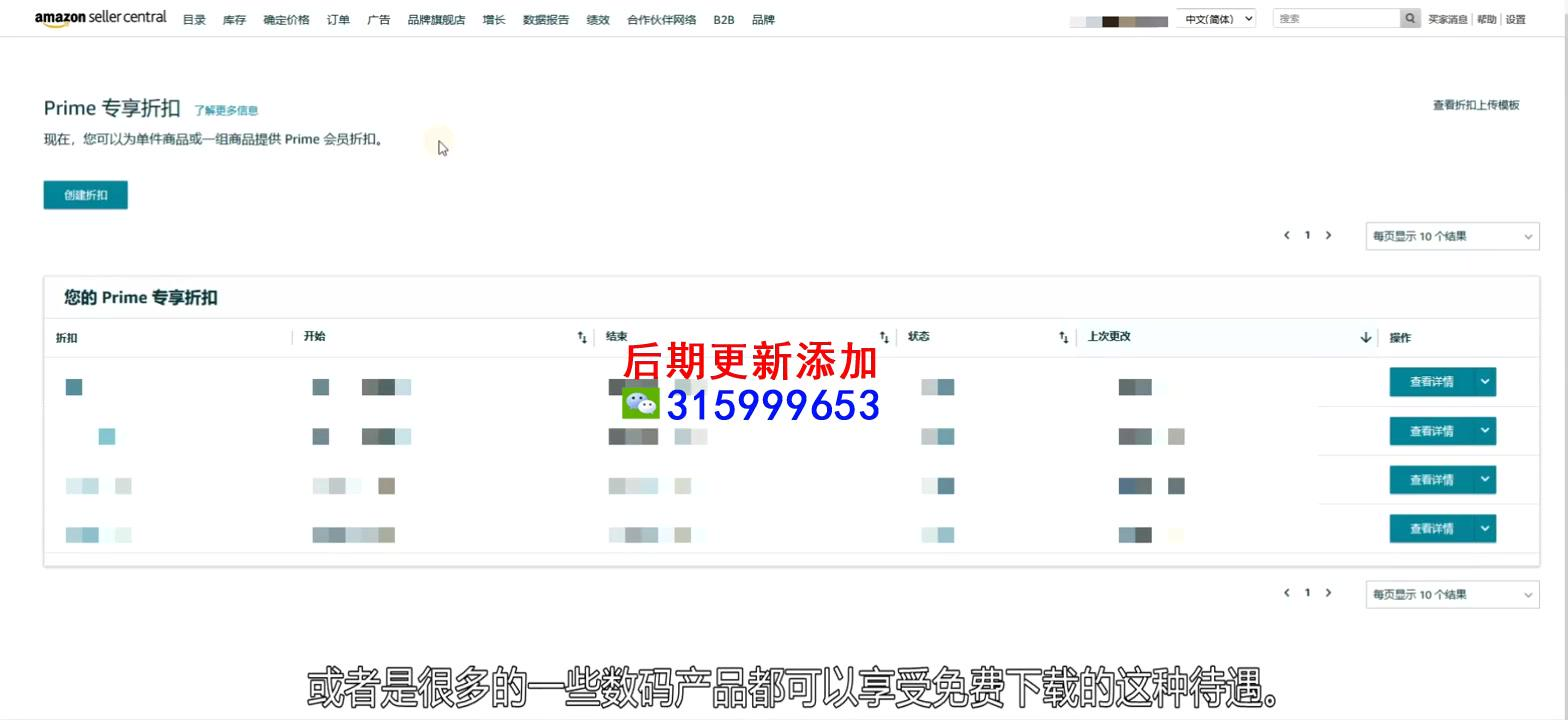 amazon seller central 目录 库存 确定价格 订单 广告 品牌旗舰店 增长 数据报告 绩效 合作伙伴网络 B2B 品牌 中文(简体) 搜索 买家消息 | 帮助 | 设置
Prime 专享折扣 了解更多信息 查看折扣上传模板
现在，您可以为单件商品或一组商品提供 Prime 会员折扣。
创建折扣
1 每页显示 10 个结果
您的 Prime 专享折扣
折扣 开始 结束 状态 上次更改 操作
后期更新添加
查看详情
315999653
查看详情
查看详情
查看详情
1 每页显示 10 个结果
或者是很多的一些数码产品都可以享受免费下载的这种待遇。